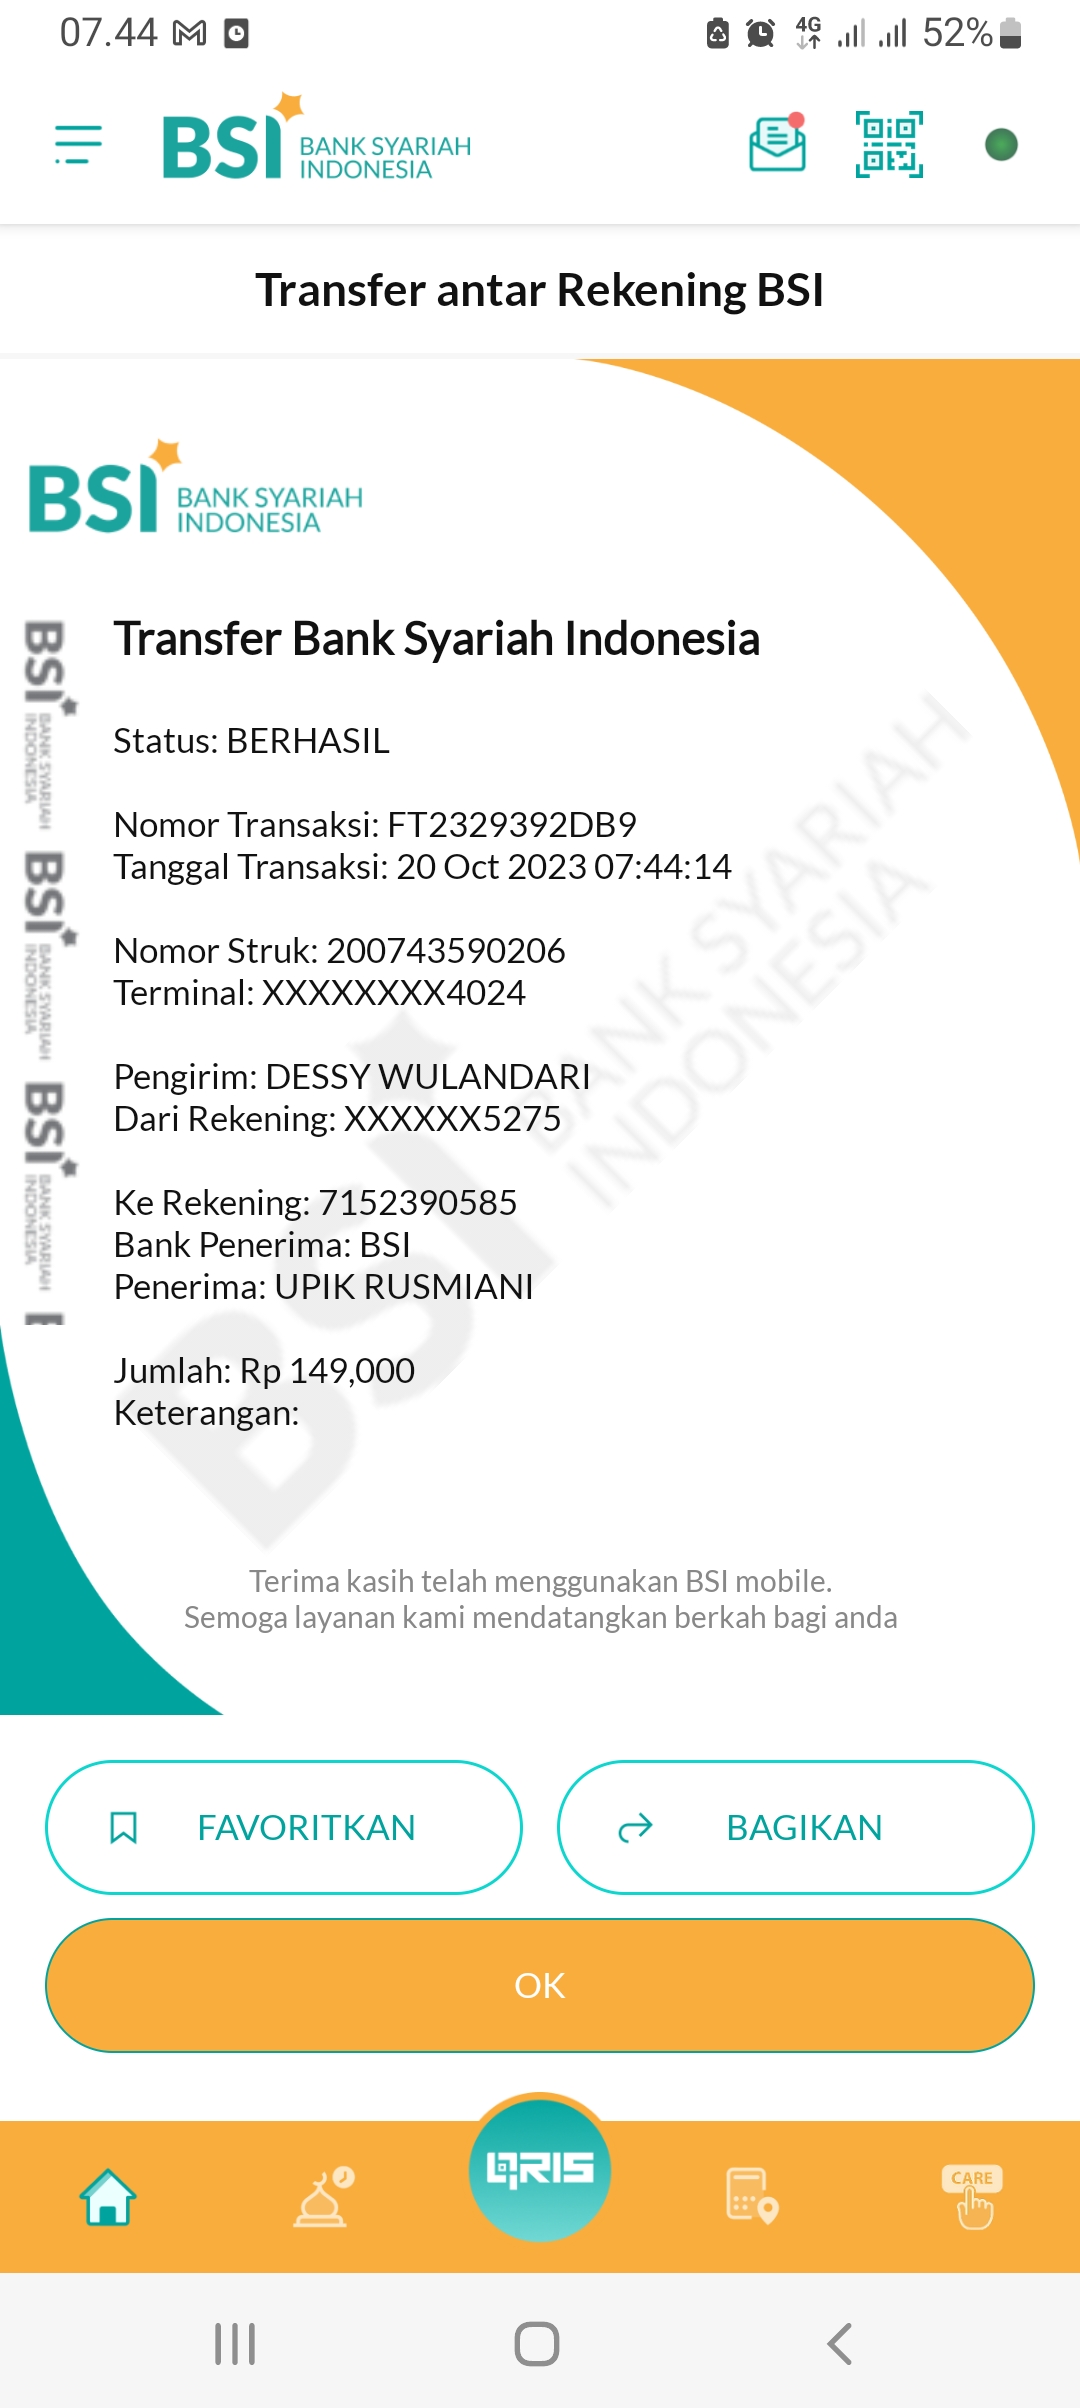 07.44
4G
52%
BSI BANK SYARIAH
INDONESIA
Transfer antar Rekening BSI
BSI BANK SYARIAH
INDONESIA
Transfer Bank Syariah Indonesia
Status: BERHASIL
Nomor Transaksi: FT2329392DB9
Tanggal Transaksi: 20 Oct 2023 07:44:14
Nomor Struk: 200743590206
Terminal: XXXXXXXX4024
Pengirim: DESSY WULANDARI
Dari Rekening: XXXXXX5275
Ke Rekening: 7152390585
Bank Penerima: BSI
Penerima: UPIK RUSMIANI
Jumlah: Rp 149,000
Keterangan:
BSI BANK SYARIAH
INDONESIA
BSI BANK SYARIAH
INDONESIA
BSI BANK SYARIAH
INDONESIA
BSI BANK SYARIAH
INDONESIA
Terima kasih telah menggunakan BSI mobile.
Semoga layanan kami mendatangkan berkah bagi anda
FAVORITKAN
BAGIKAN
OK
QRIS
CARE